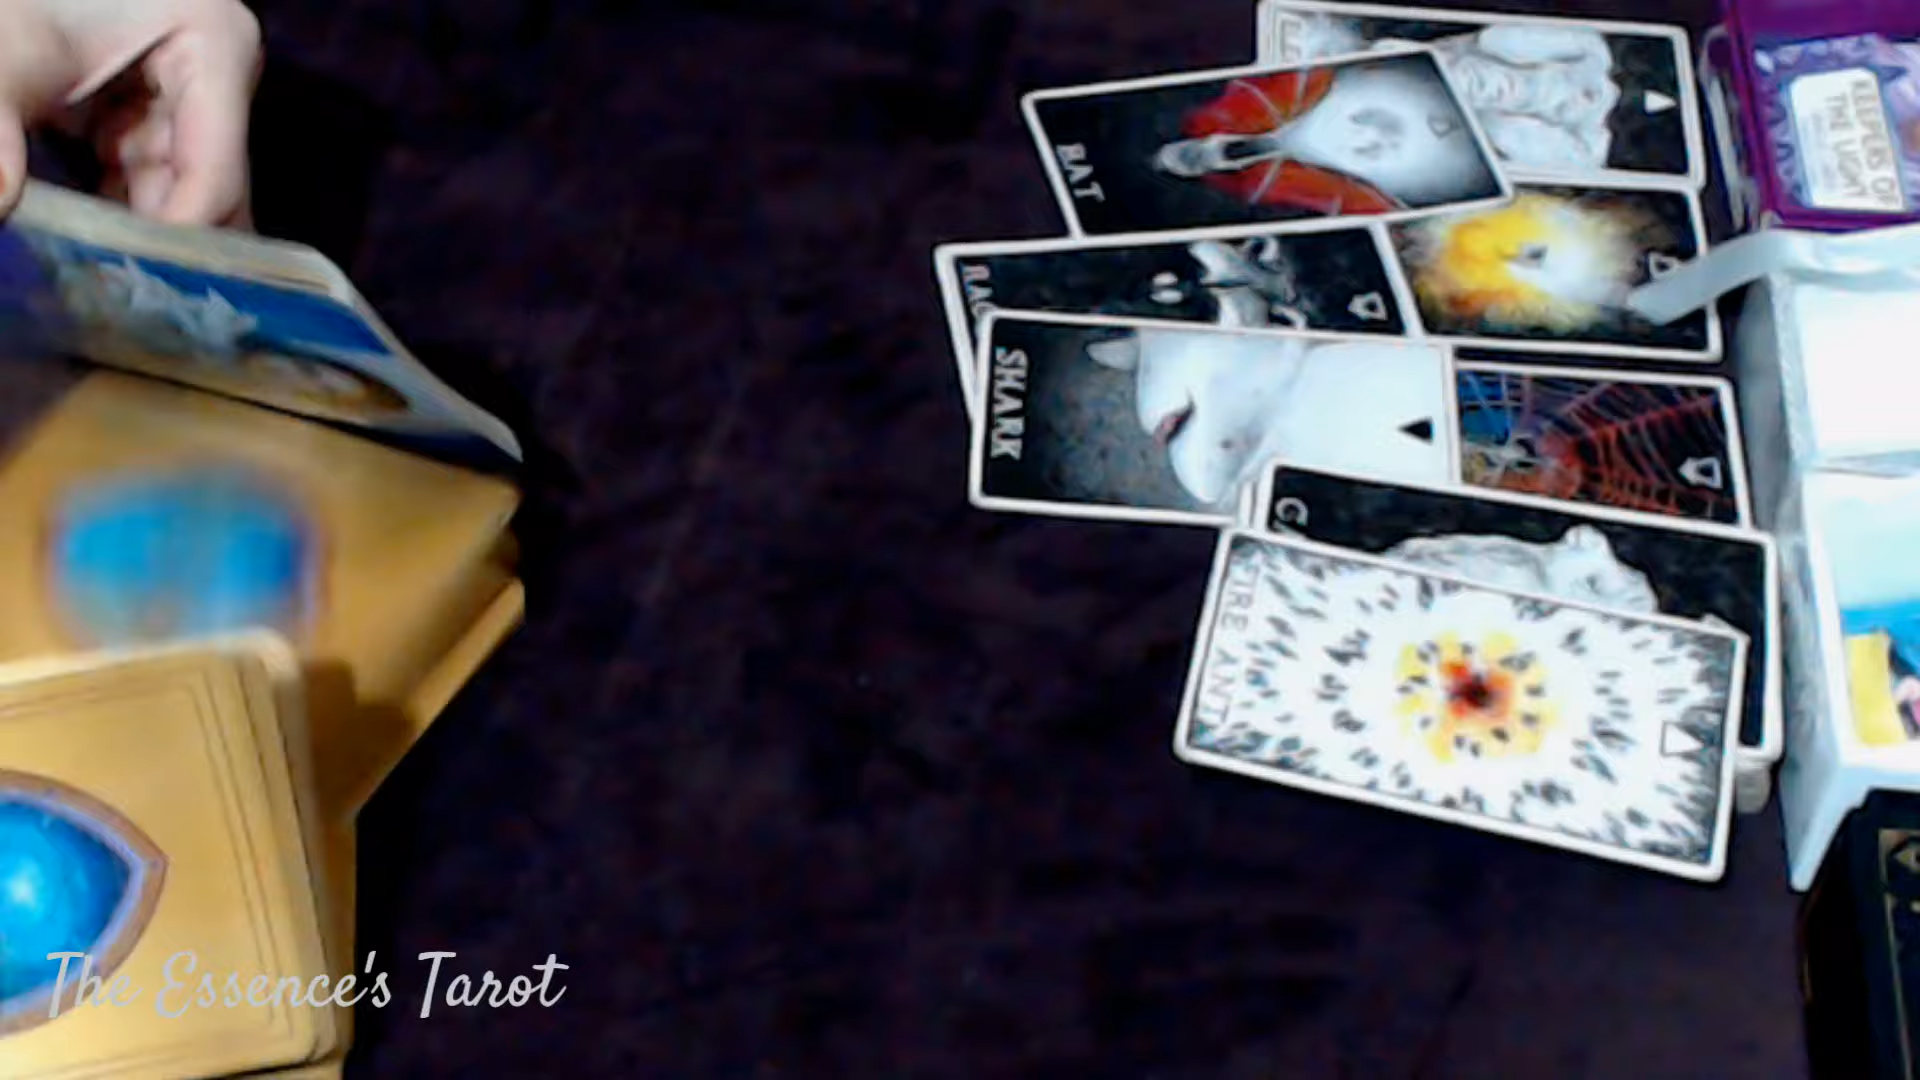 BAT
SHARK
FIRE ANT
KEEPERS OF
THE LIGHT
The Essence's Tarot